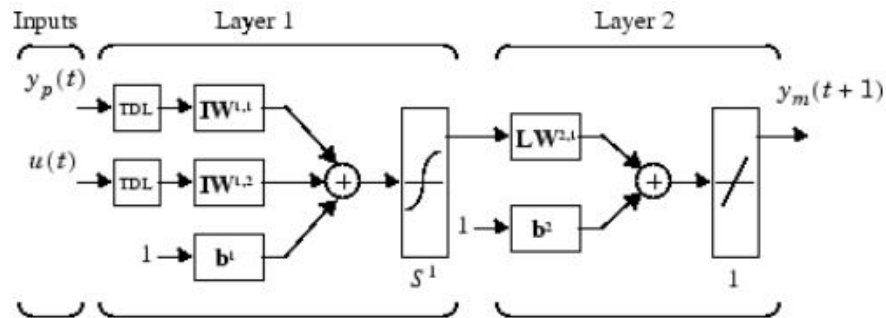 Inputs Layer 1 Layer 2
y_p(t) y_m(t+1)
TDL IW^{1,1} LW^{2,1}
u(t)
TDL IW^{1,2}
1 b^1 1 b^2
S^1 1